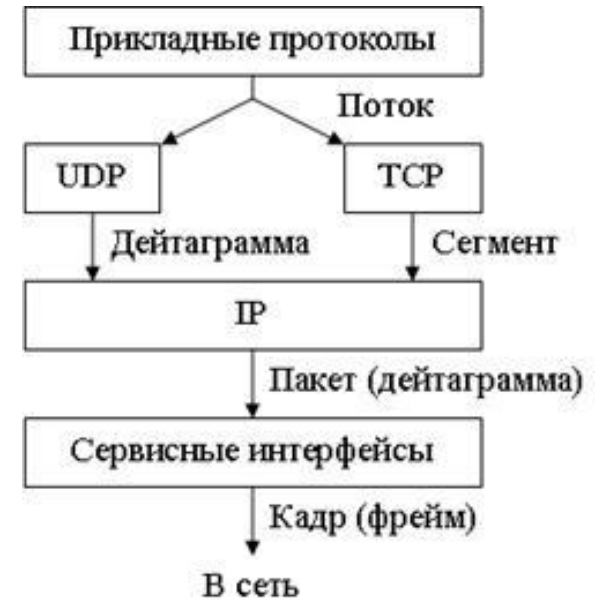 Прикладные протоколы
Поток
UDP
TCP
Дейтаграмма
Сегмент
IP
Пакет (дейтаграмма)
Сервисные интерфейсы
Кадр (фрейм)
В сеть